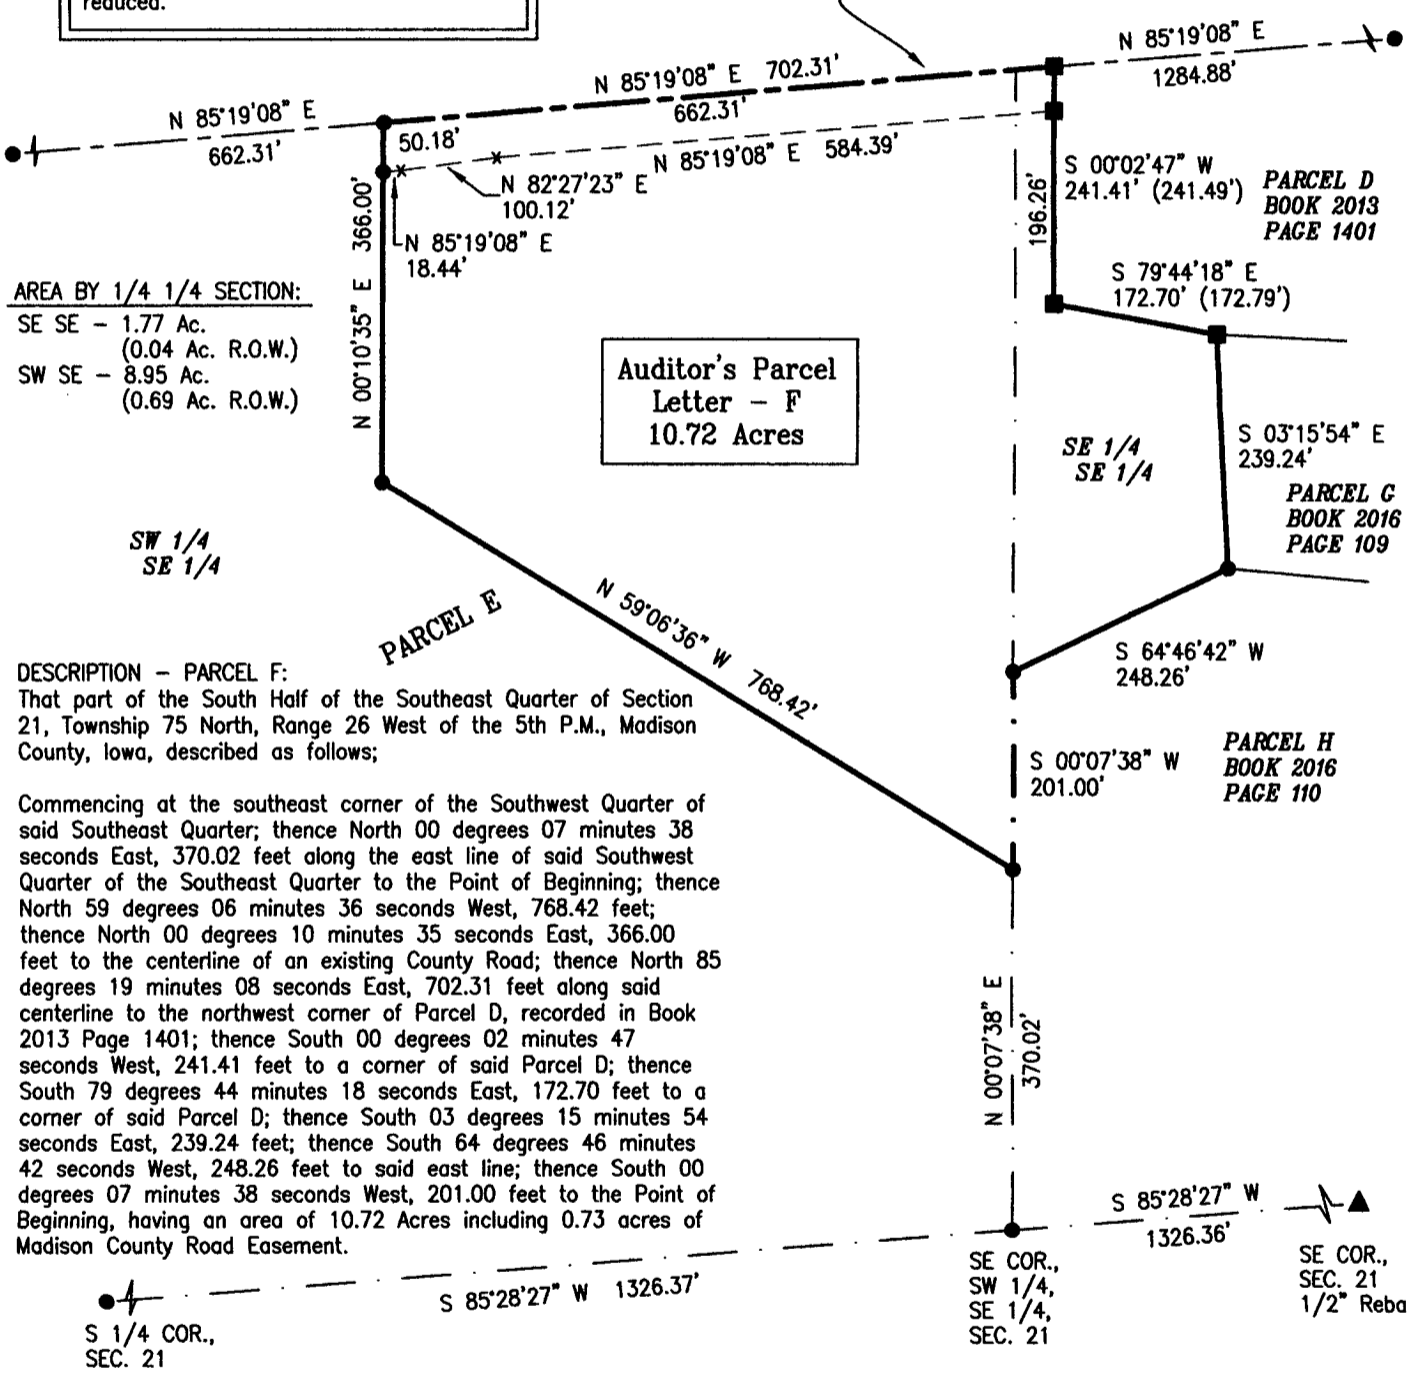 reduced.
N 85°19'08" E
662.31'
N 85°19'08" E 702.31'
662.31'
N 85°19'08" E
1284.88'
50.18'
N 85°19'08" E 584.39'
N 82°27'23" E
100.12'
N 85°19'08" E
18.44'
N 00°10'35" E 366.00'
196.26'
S 00°02'47" W
241.41' (241.49')
PARCEL D
BOOK 2013
PAGE 1401
S 79°44'18" E
172.70' (172.79')
AREA BY 1/4 1/4 SECTION:
SE SE - 1.77 Ac.
(0.04 Ac. R.O.W.)
SW SE - 8.95 Ac.
(0.69 Ac. R.O.W.)
Auditor's Parcel
Letter - F
10.72 Acres
SE 1/4
SE 1/4
S 03°15'54" E
239.24'
PARCEL G
BOOK 2016
PAGE 109
SW 1/4
SE 1/4
PARCEL E
N 59°06'36" W 768.42'
S 64°46'42" W
248.26'
S 00°07'38" W
201.00'
PARCEL H
BOOK 2016
PAGE 110
DESCRIPTION - PARCEL F:
That part of the South Half of the Southeast Quarter of Section
21, Township 75 North, Range 26 West of the 5th P.M., Madison
County, Iowa, described as follows;
Commencing at the southeast corner of the Southwest Quarter of
said Southeast Quarter; thence North 00 degrees 07 minutes 38
seconds East, 370.02 feet along the east line of said Southwest
Quarter of the Southeast Quarter to the Point of Beginning; thence
North 59 degrees 06 minutes 36 seconds West, 768.42 feet;
thence North 00 degrees 10 minutes 35 seconds East, 366.00
feet to the centerline of an existing County Road; thence North 85
degrees 19 minutes 08 seconds East, 702.31 feet along said
centerline to the northwest corner of Parcel D, recorded in Book
2013 Page 1401; thence South 00 degrees 02 minutes 47
seconds West, 241.41 feet to a corner of said Parcel D; thence
South 79 degrees 44 minutes 18 seconds East, 172.70 feet to a
corner of said Parcel D; thence South 03 degrees 15 minutes 54
seconds East, 239.24 feet; thence South 64 degrees 46 minutes
42 seconds West, 248.26 feet to said east line; thence South 00
degrees 07 minutes 38 seconds West, 201.00 feet to the Point of
Beginning, having an area of 10.72 Acres including 0.73 acres of
Madison County Road Easement.
N 00°07'38" E
370.02'
S 85°28'27" W
1326.36'
S 85°28'27" W 1326.37'
S 1/4 COR.,
SEC. 21
SE COR.,
SW 1/4,
SE 1/4,
SEC. 21
SE COR.,
SEC. 21
1/2" Reba